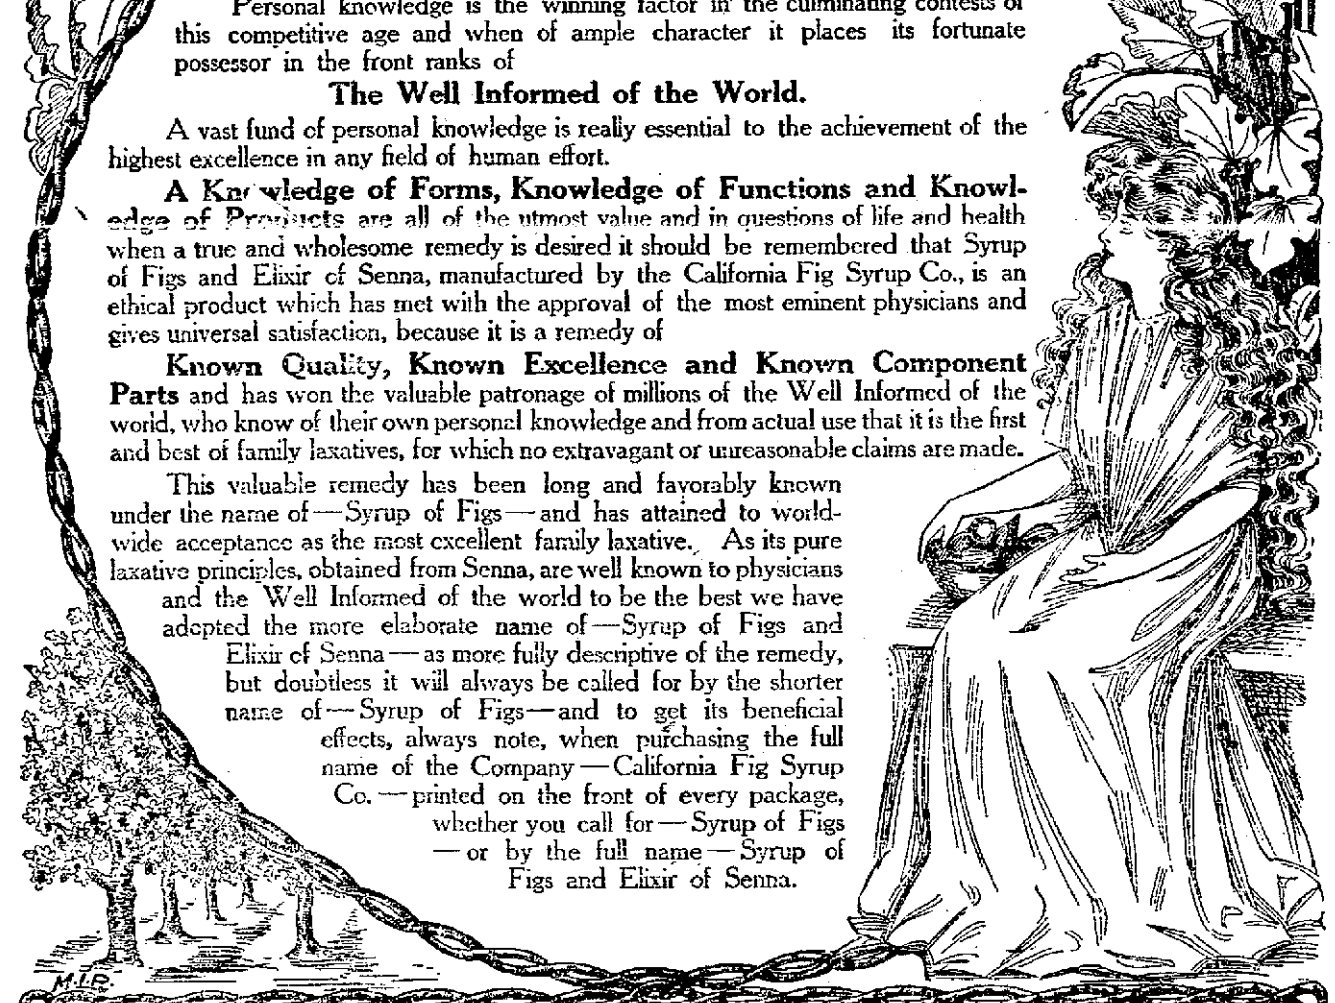 Personal knowledge is the winning factor in the culminating contests of
this competitive age and when of ample character it places its fortunate
possessor in the front ranks of
The Well Informed of the World.
A vast fund of personal knowledge is really essential to the achievement of the
highest excellence in any field of human effort.
A Knowledge of Forms, Knowledge of Functions and Knowl-
edge of Products are all of the utmost value and in questions of life and health
when a true and wholesome remedy is desired it should be remembered that Syrup
of Figs and Elixir of Senna, manufactured by the California Fig Syrup Co., is an
ethical product which has met with the approval of the most eminent physicians and
gives universal satisfaction, because it is a remedy of
Known Quality, Known Excellence and Known Component
Parts and has won the valuable patronage of millions of the Well Informed of the
world, who know of their own personal knowledge and from actual use that it is the first
and best of family laxatives, for which no extravagant or unreasonable claims are made.
This valuable remedy has been long and favorably known
under the name of—Syrup of Figs—and has attained to world-
wide acceptance as the most excellent family laxative. As its pure
laxative principles, obtained from Senna, are well known to physicians
and the Well Informed of the world to be the best we have
adopted the more elaborate name of—Syrup of Figs and
Elixir of Senna—as more fully descriptive of the remedy,
but doubtless it will always be called for by the shorter
name of—Syrup of Figs—and to get its beneficial
effects, always note, when purchasing the full
name of the Company—California Fig Syrup
Co.—printed on the front of every package,
whether you call for—Syrup of Figs
—or by the full name—Syrup of
Figs and Elixir of Senna.
M.I.R.